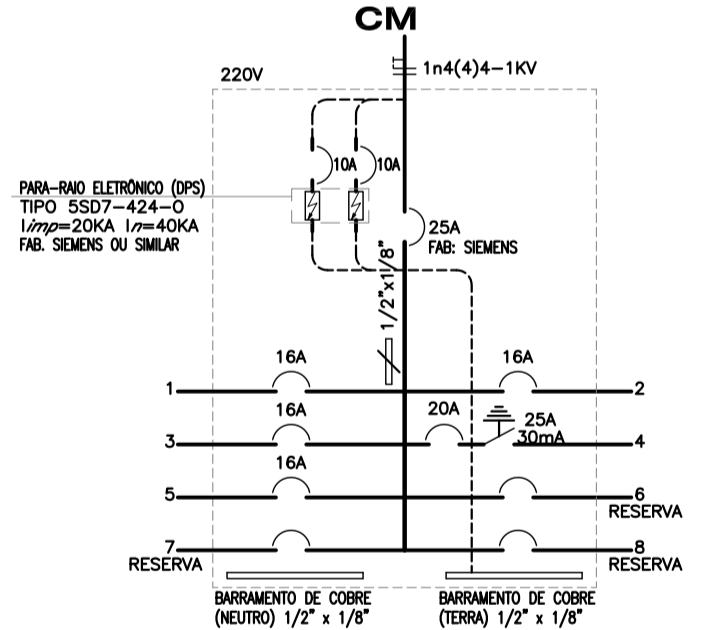 CM
1n4(4)4-1KV
220V
10A
10A
PARA-RAIO ELETRÔNICO (DPS)
TIPO 5SD7-424-0
Iimp=20KA In=40KA
FAB. SIEMENS OU SIMILAR
25A
FAB: SIEMENS
1/2"x1/8"
16A
16A
1
2
16A
20A
25A
30mA
3
4
16A
5
6
RESERVA
7
RESERVA
8
RESERVA
BARRAMENTO DE COBRE
(NEUTRO) 1/2" x 1/8"
BARRAMENTO DE COBRE
(TERRA) 1/2" x 1/8"